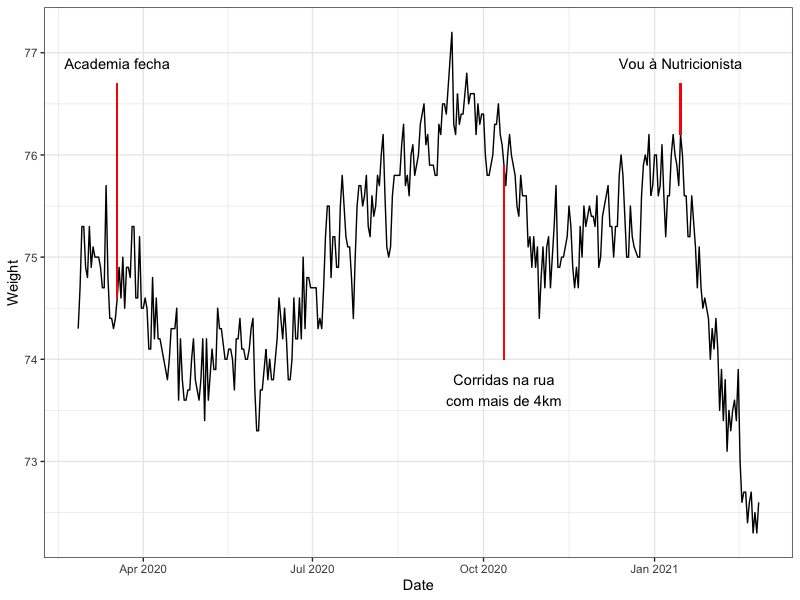 77
Academia fecha
Vou à Nutricionista
76
75
74
Corridas na rua
com mais de 4km
73
Weight
Apr 2020
Jul 2020
Oct 2020
Jan 2021
Date